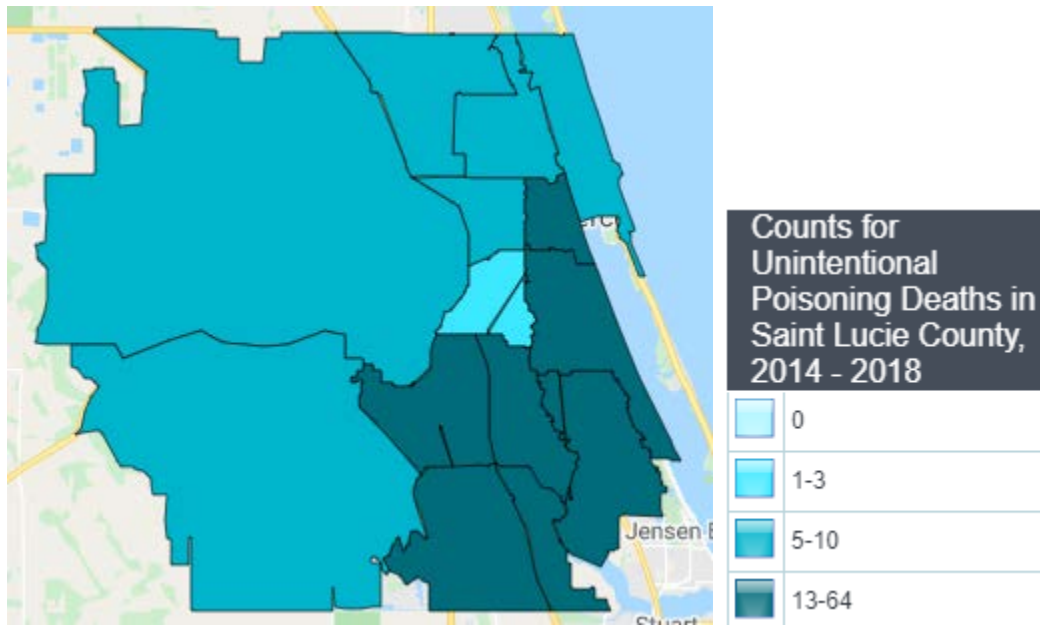 Counts for
Unintentional
Poisoning Deaths in
Saint Lucie County,
2014 - 2018
0
1-3
5-10
13-64
Jensen
Stuart